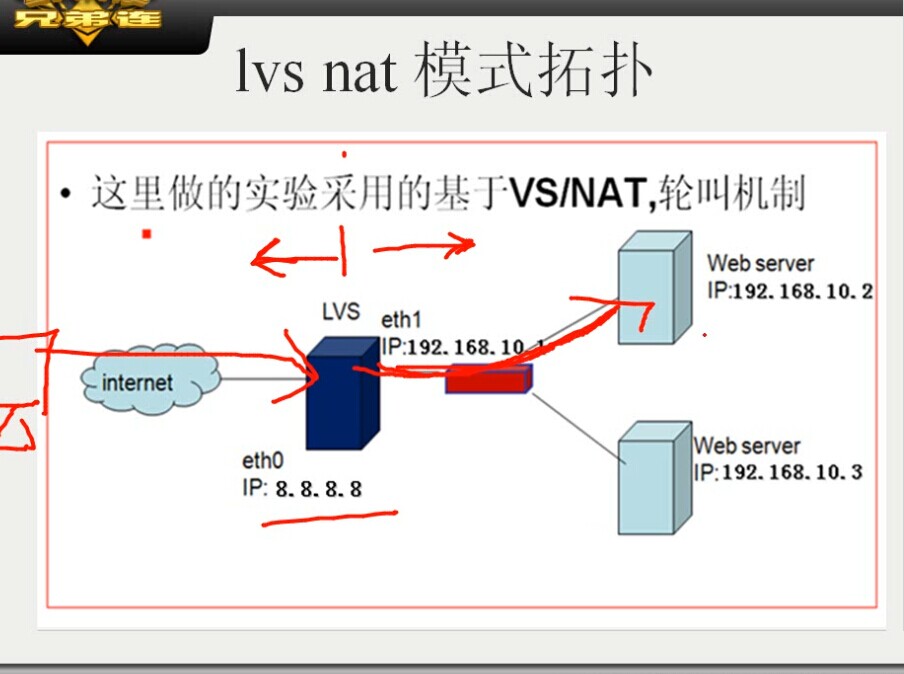 兄弟连
lvs nat 模式拓扑
• 这里做的实验采用的基于VS/NAT,轮叫机制
Web server
IP:192.168.10.2
LVS
eth1
IP:192.168.10.1
internet
Web server
IP:192.168.10.3
eth0
IP: 8.8.8.8